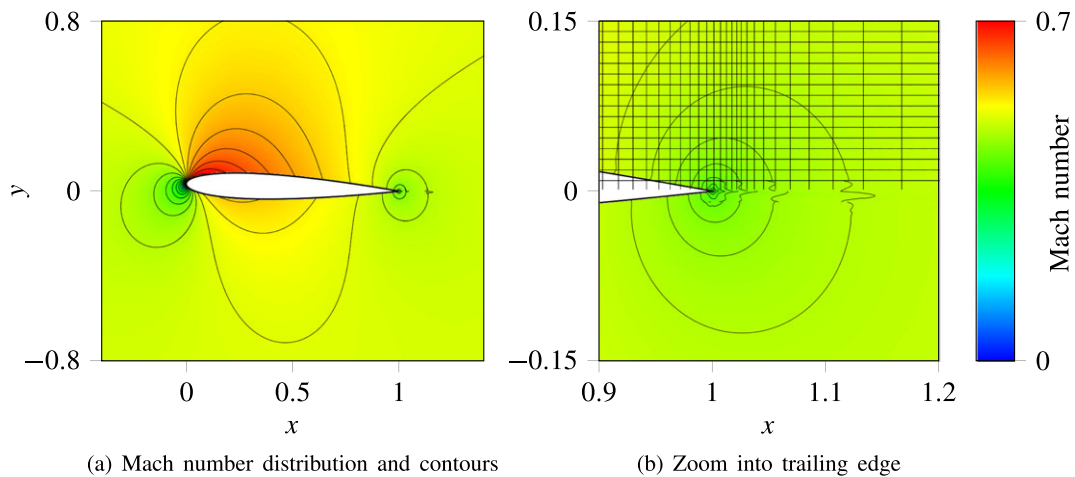 0.8
0
−0.8
y
0
0.5
1
x
(a) Mach number distribution and contours
0.15
0
−0.15
0.9
1
1.1
1.2
x
(b) Zoom into trailing edge
0.7
0
Mach number